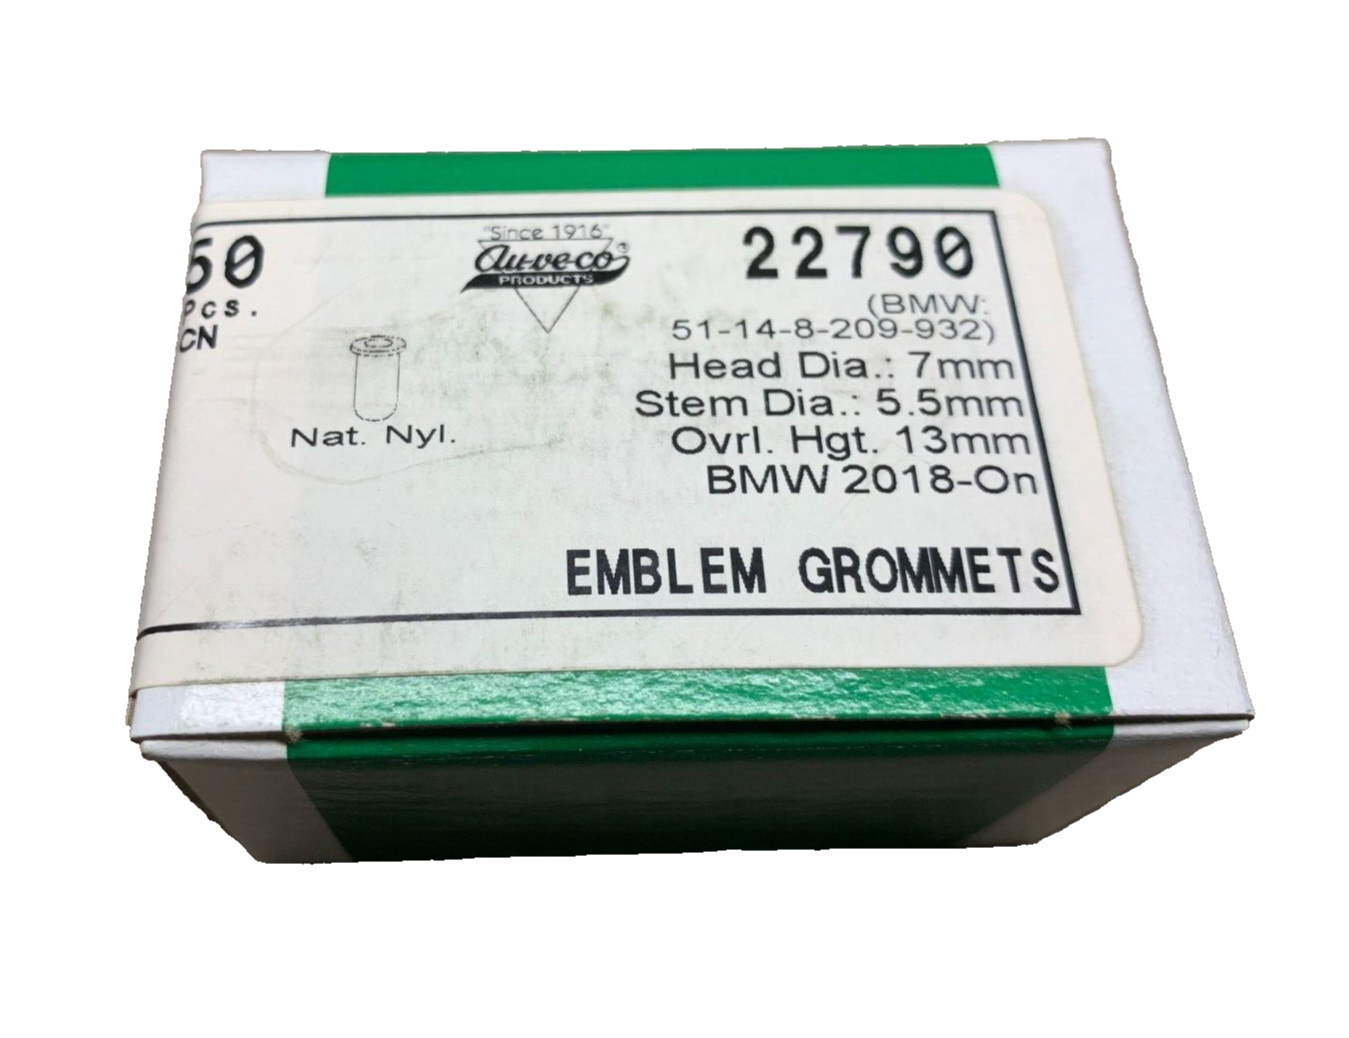 50
Pcs.
CN
"Since 1916"
Au-ve-co®
PRODUCTS
Nat. Nyl.
22790
(BMW:
51-14-8-209-932)
Head Dia.: 7mm
Stem Dia.: 5.5mm
Ovrl. Hgt. 13mm
BMW 2018-On
EMBLEM GROMMETS